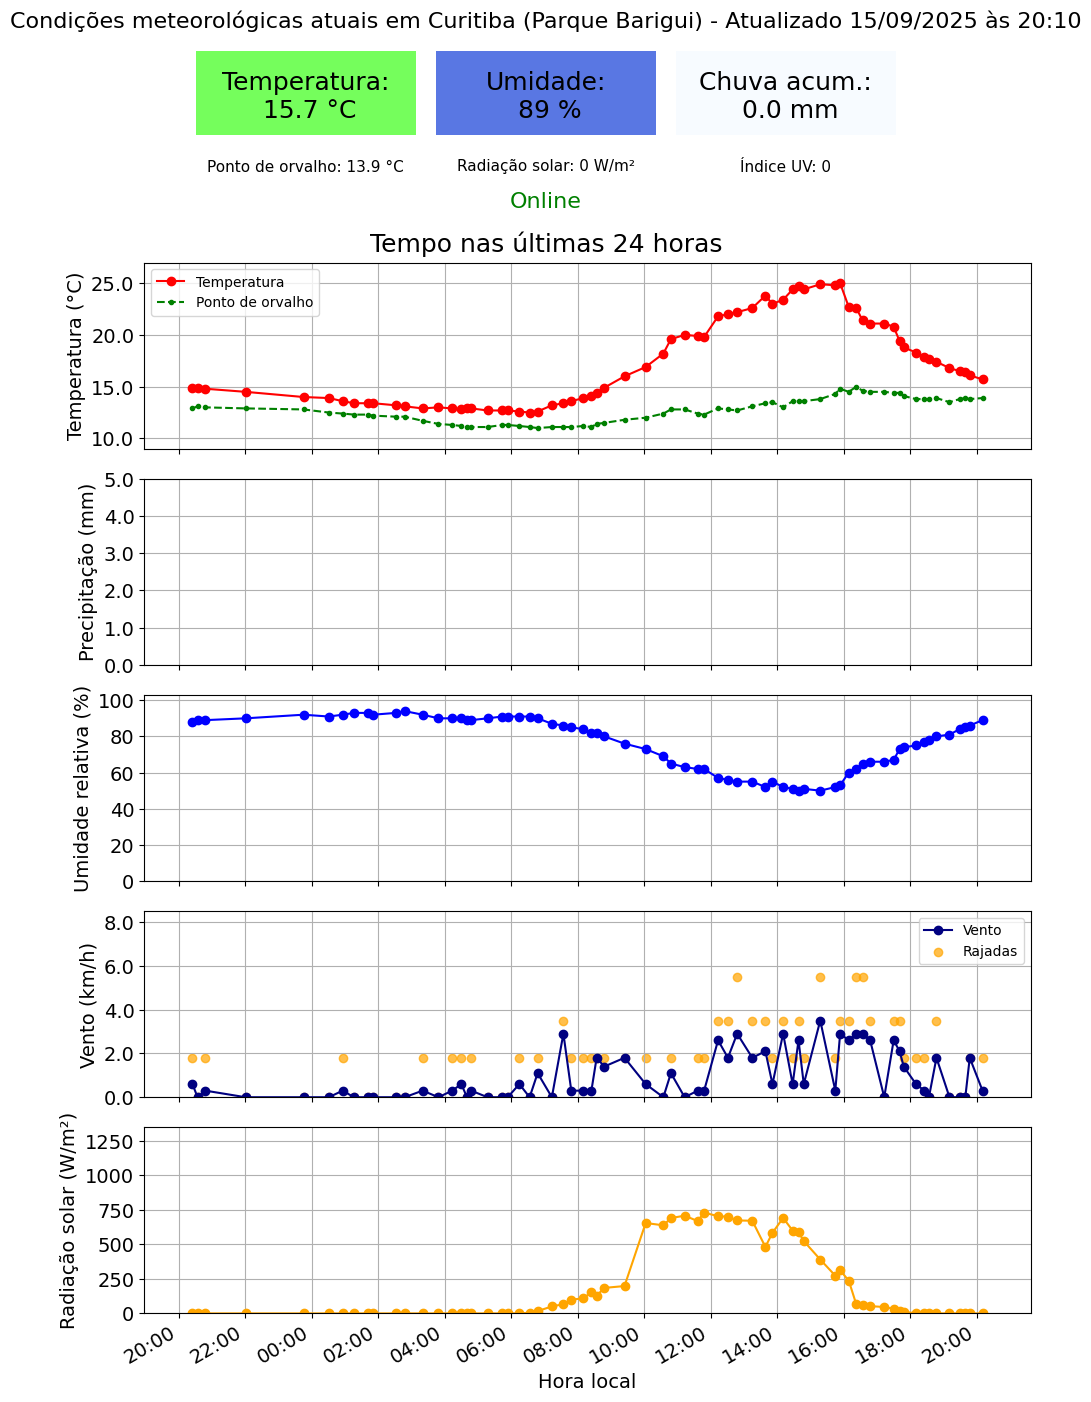 Condições meteorológicas atuais em Curitiba (Parque Barigui) - Atualizado 15/09/2025 às 20:10
Temperatura:
15.7 °C
Umidade:
89 %
Chuva acum.:
0.0 mm
Ponto de orvalho: 13.9 °C
Radiação solar: 0 W/m²
Índice UV: 0
Online
Tempo nas últimas 24 horas
Temperatura (°C)
25.0
20.0
15.0
10.0
Temperatura
Ponto de orvalho
Precipitação (mm)
5.0
4.0
3.0
2.0
1.0
0.0
Umidade relativa (%)
100
80
60
40
20
0
Vento (km/h)
8.0
6.0
4.0
2.0
0.0
Vento
Rajadas
Radiação solar (W/m²)
1250
1000
750
500
250
0
20:00
22:00
00:00
02:00
04:00
06:00
08:00
10:00
12:00
14:00
16:00
18:00
20:00
Hora local